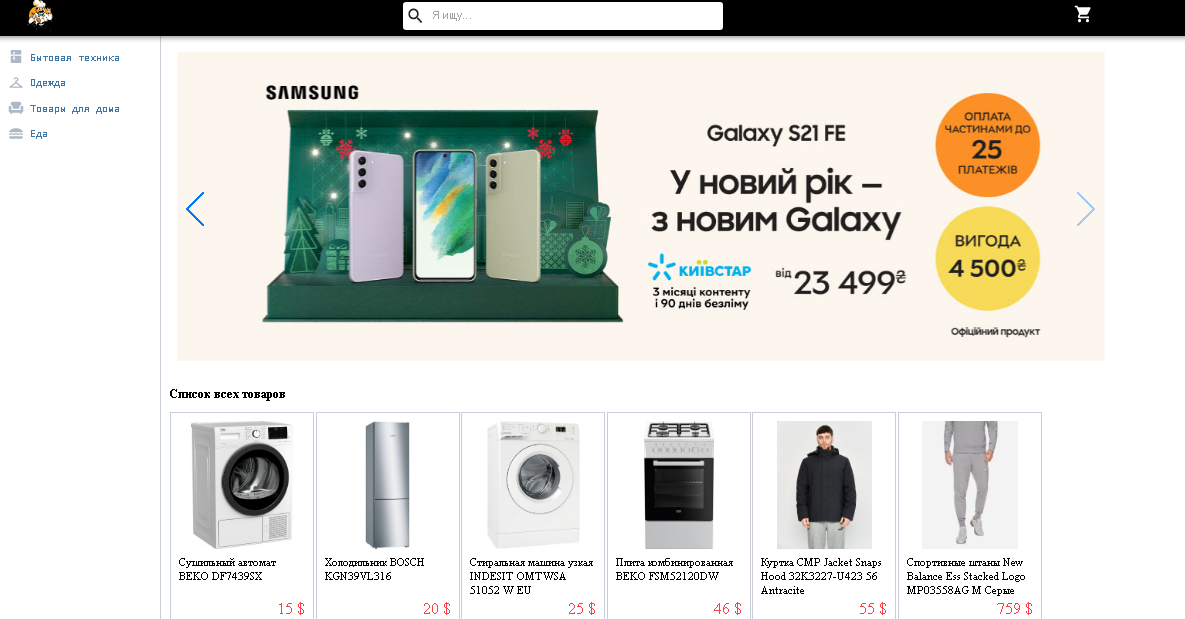 Я ищу...
Бытовая техника
Одежда
Товары для дома
Еда
SAMSUNG
Galaxy S21 FE
У новий рік –
з новим Galaxy
КИЇВСТАР
3 місяці контенту
і 90 днів безліму
від 23 499₴
ОПЛАТА
ЧАСТИНАМИ ДО
25
ПЛАТЕЖІВ
ВИГОДА
4 500₴
Офіційний продукт
Список всех товаров
Сушильный автомат
BEKO DF7439SX
15 $
Холодильник BOSCH
KGN39VL316
20 $
Стиральная машина узкая
INDESIT OMTWSA
51052 W EU
25 $
Плита комбинированная
BEKO FSM52120DW
46 $
Куртка CMP Jacket Snaps
Hood 32K3227-U423 56
Antracite
55 $
Спортивные штаны New
Balance Ess Stacked Logo
MP03558AG M Серые
759 $